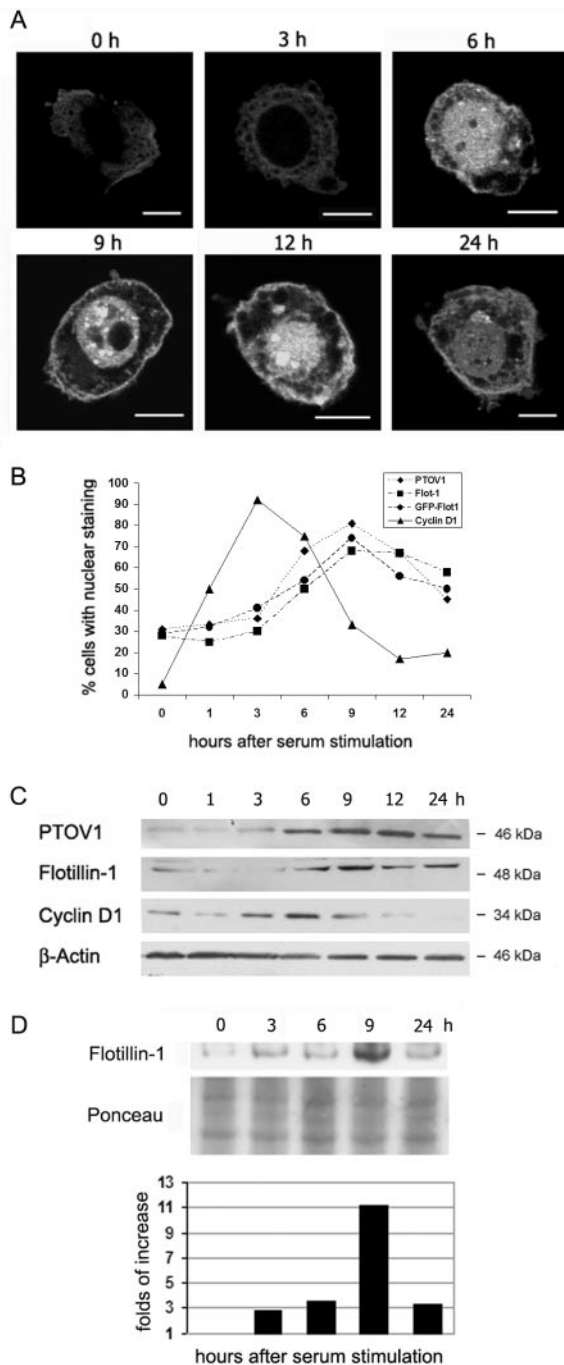 A
0 h 3 h 6 h
9 h 12 h 24 h
B
% cells with nuclear staining
100
90
80
70
60
50
40
30
20
10
0
PTOV1
Flot-1
GFP-Flot1
Cyclin D1
0 1 3 6 9 12 24
hours after serum stimulation
C
0 1 3 6 9 12 24 h
PTOV1 - 46 kDa
Flotillin-1 - 48 kDa
Cyclin D1 - 34 kDa
β-Actin - 46 kDa
D
0 3 6 9 24 h
Flotillin-1
Ponceau
folds of increase
13
11
9
7
5
3
1
hours after serum stimulation